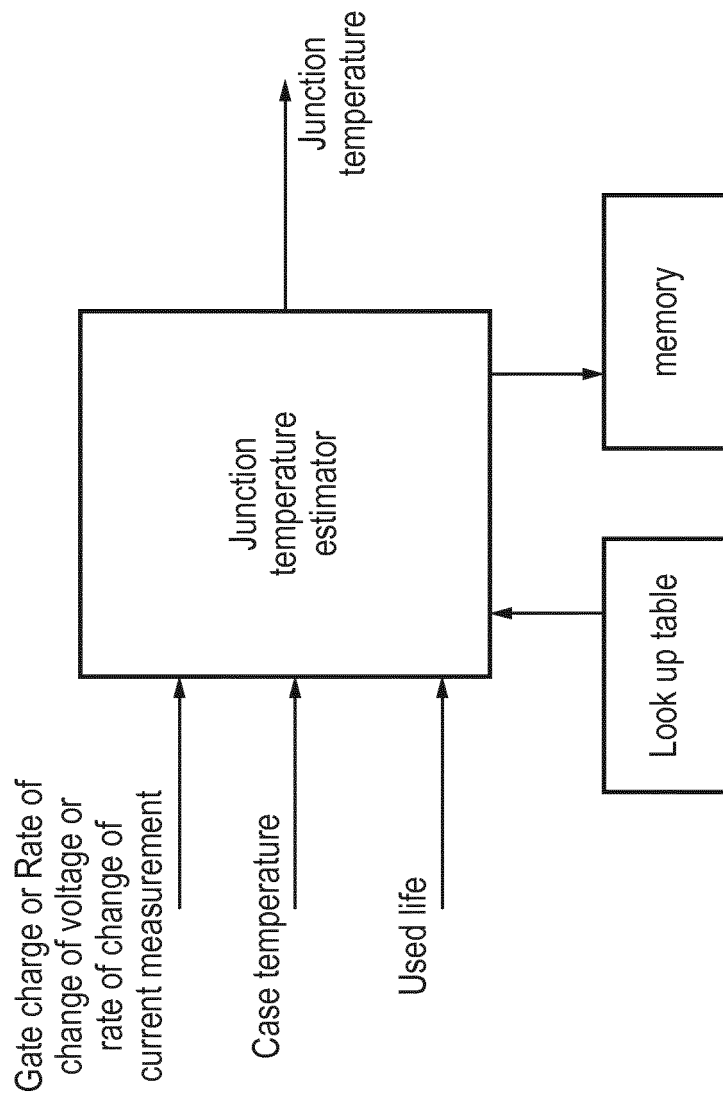 Gate charge or Rate of
change of voltage or
rate of change of
current measurement
Case temperature
Used life
Junction
temperature
estimator
Junction
temperature
Look up table
memory